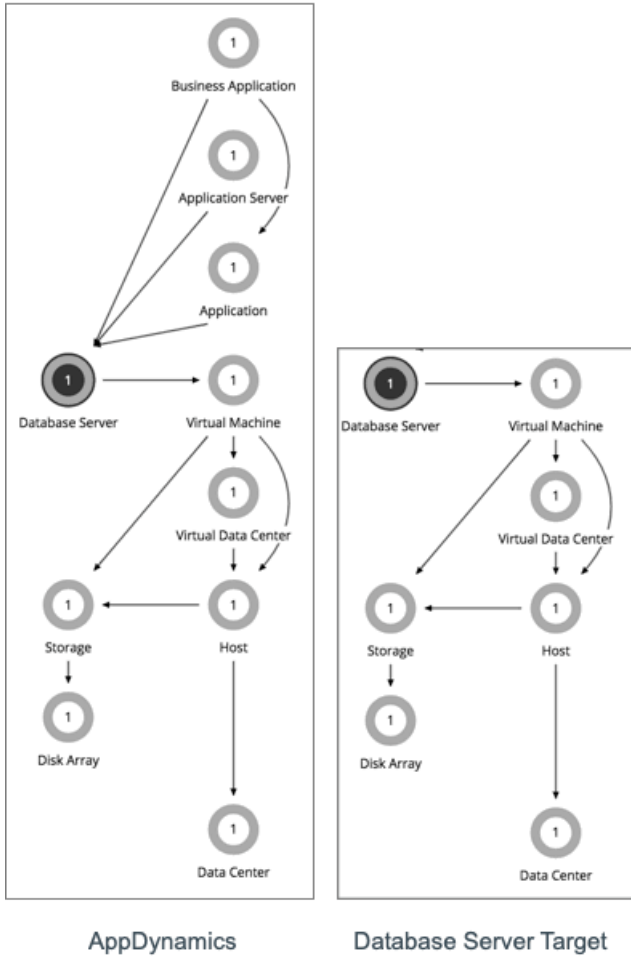 1
Business Application
1
Application Server
1
Application
1
Database Server
1
Virtual Machine
1
Virtual Data Center
1
Storage
1
Host
1
Disk Array
1
Data Center
AppDynamics
1
Database Server
1
Virtual Machine
1
Virtual Data Center
1
Storage
1
Host
1
Disk Array
1
Data Center
Database Server Target